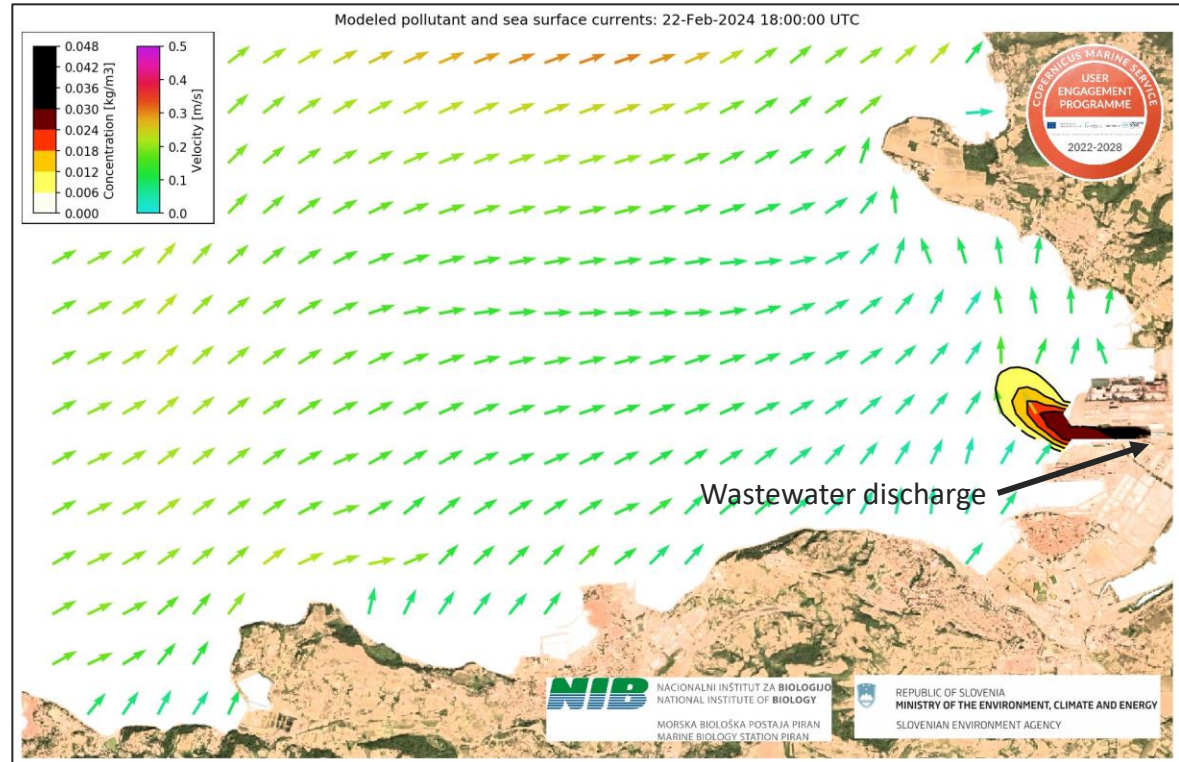 Modeled pollutant and sea surface currents: 22-Feb-2024 18:00:00 UTC
0.048
0.042
0.036
0.030
0.024
0.018
0.012
0.006
0.000
Concentration [kg/m3]
0.5
0.4
0.3
0.2
0.1
0.0
Velocity [m/s]
COPERNICUS MARINE SERVICE
USER
ENGAGEMENT
PROGRAMME
2022-2028
Wastewater discharge
NIB
NACIONALNI INŠTITUT ZA BIOLOGIJO
NATIONAL INSTITUTE OF BIOLOGY
MORSKA BIOLOŠKA POSTAJA PIRAN
MARINE BIOLOGY STATION PIRAN
REPUBLIC OF SLOVENIA
MINISTRY OF THE ENVIRONMENT, CLIMATE AND ENERGY
SLOVENIAN ENVIRONMENT AGENCY